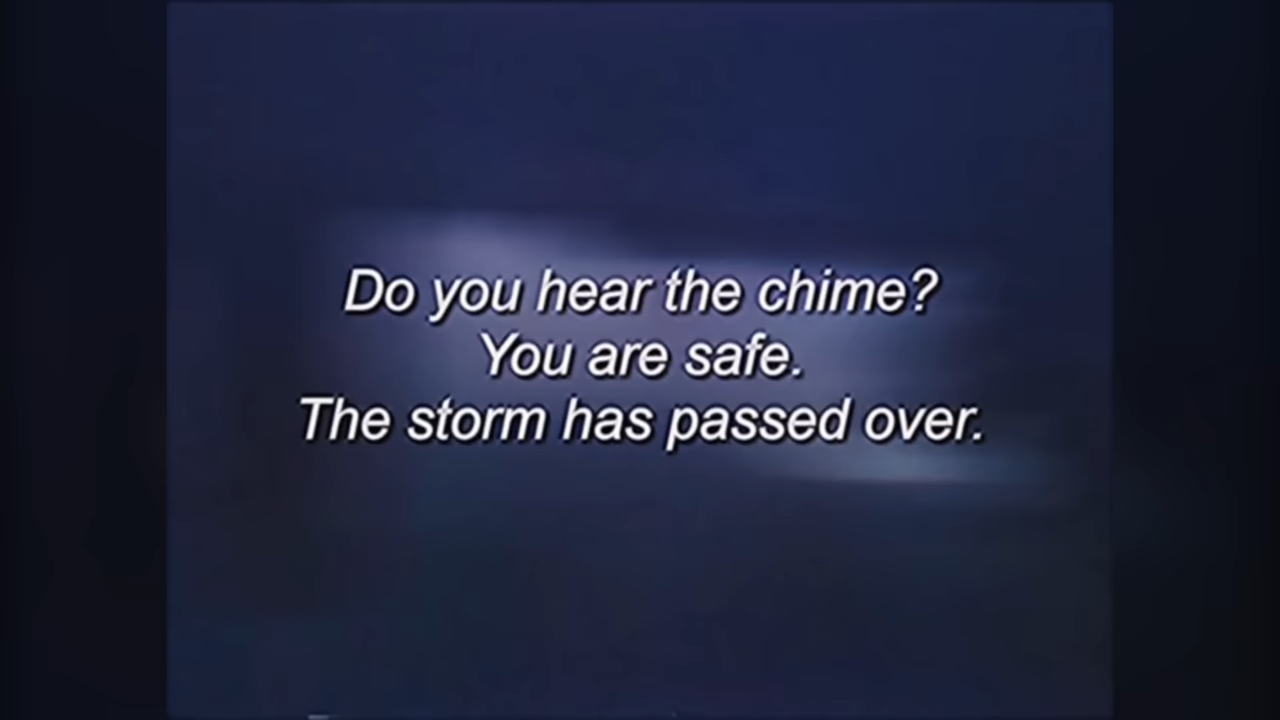 Do you hear the chime?
You are safe.
The storm has passed over.